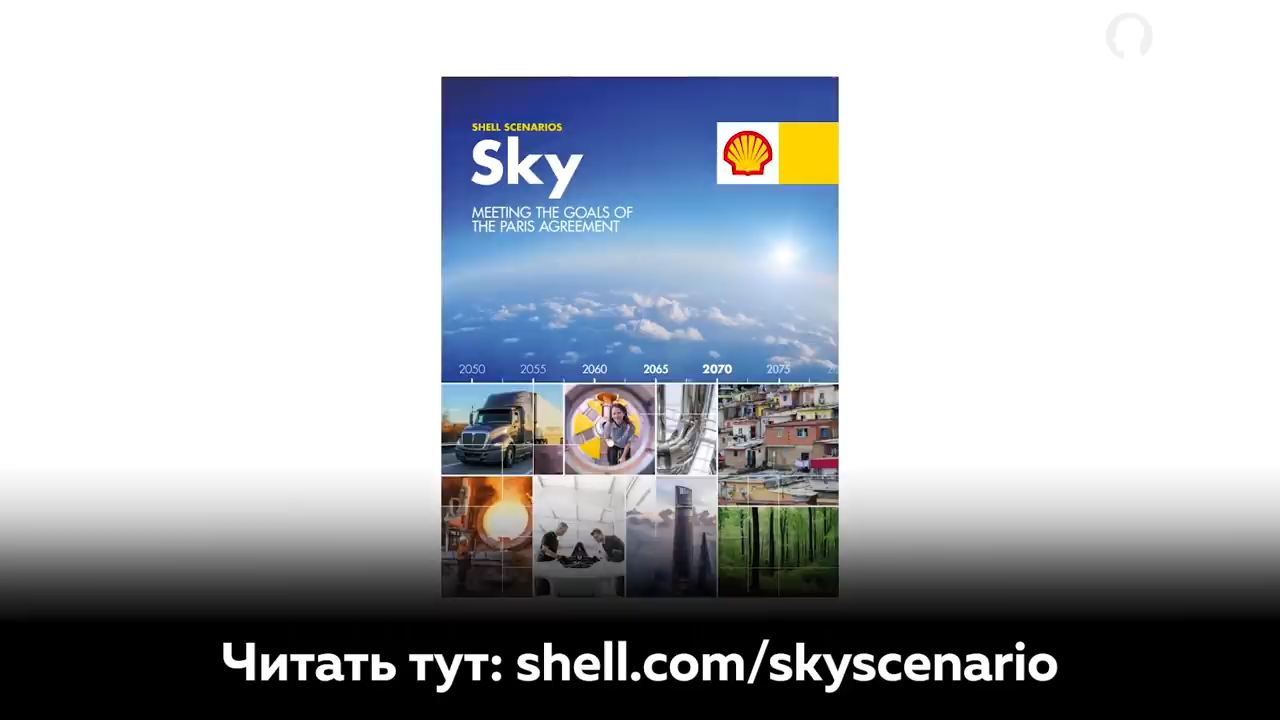 SHELL SCENARIOS
Sky
MEETING THE GOALS OF
THE PARIS AGREEMENT
2050 2055 2060 2065 2070 2075
Читать тут: shell.com/skyscenario